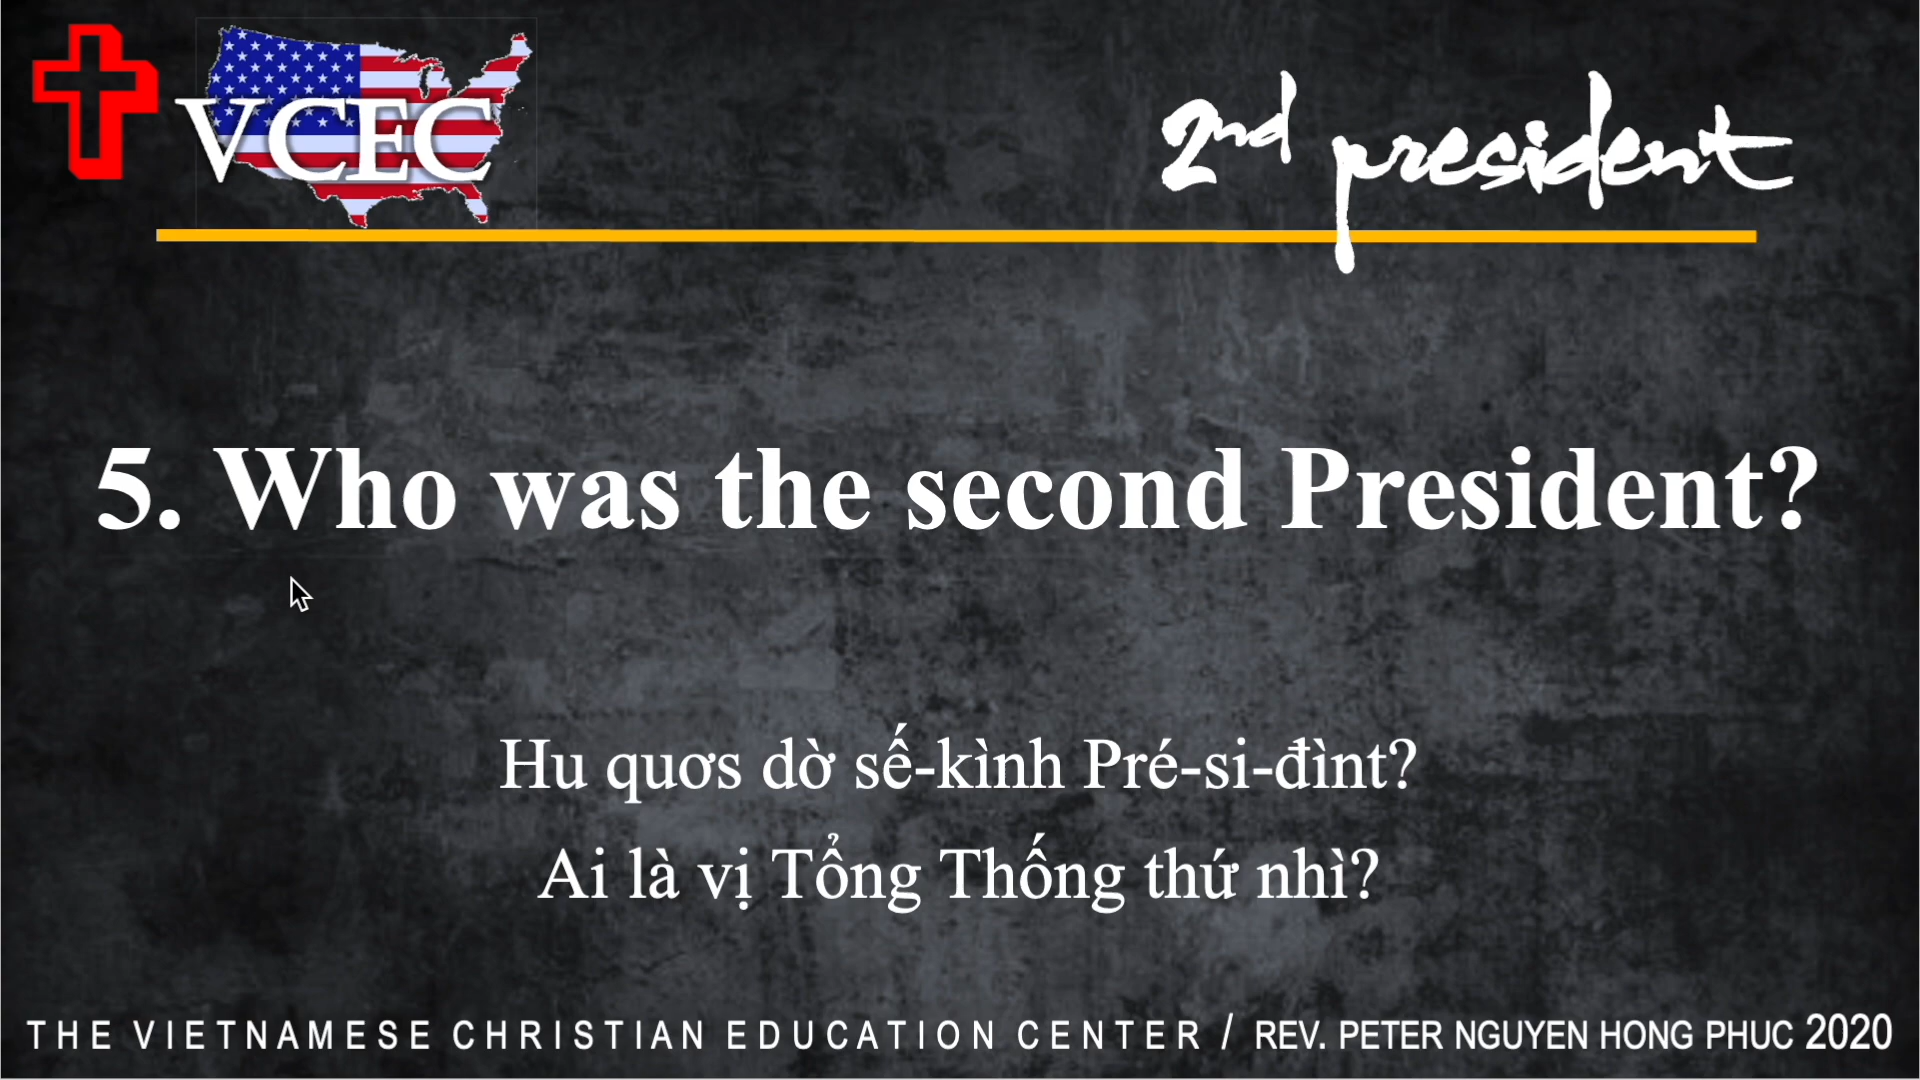 VCEC
2nd president
5. Who was the second President?
Hu quơs dờ sế-kình Pré-si-đình?
Ai là vị Tổng Thống thứ nhì?
THE VIETNAMESE CHRISTIAN EDUCATION CENTER / REV. PETER NGUYEN HONG PHUC 2020